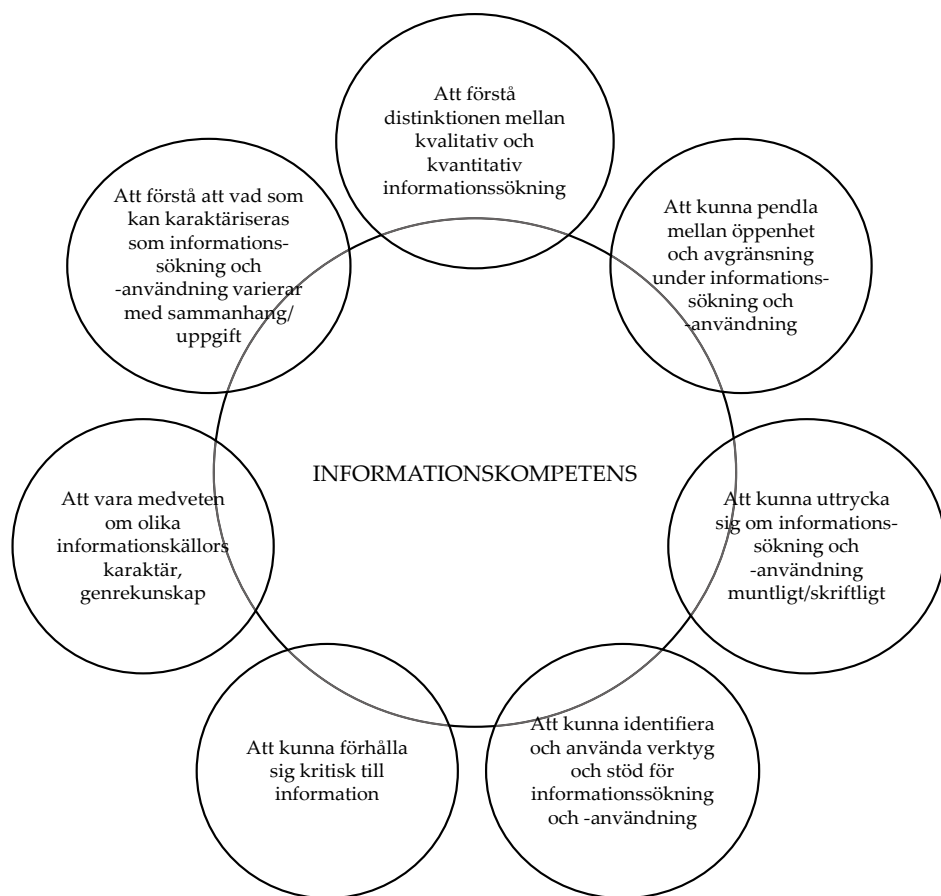 Att förstå
distinktionen mellan
kvalitativ och
kvantitativ
informationssökning
Att förstå att vad som
kan karaktäriseras
som informations-
sökning och
-användning varierar
med sammanhang/
uppgift
Att kunna pendla
mellan öppenhet
och avgränsning
under informations-
sökning och
-användning
INFORMATIONSKOMPETENS
Att vara medveten
om olika
informationskällors
karaktär,
genrekunskap
Att kunna uttrycka
sig om informations-
sökning och
-användning
muntligt/skriftligt
Att kunna förhålla
sig kritisk till
information
Att kunna identifiera
och använda verktyg
och stöd för
informationssökning
och -användning